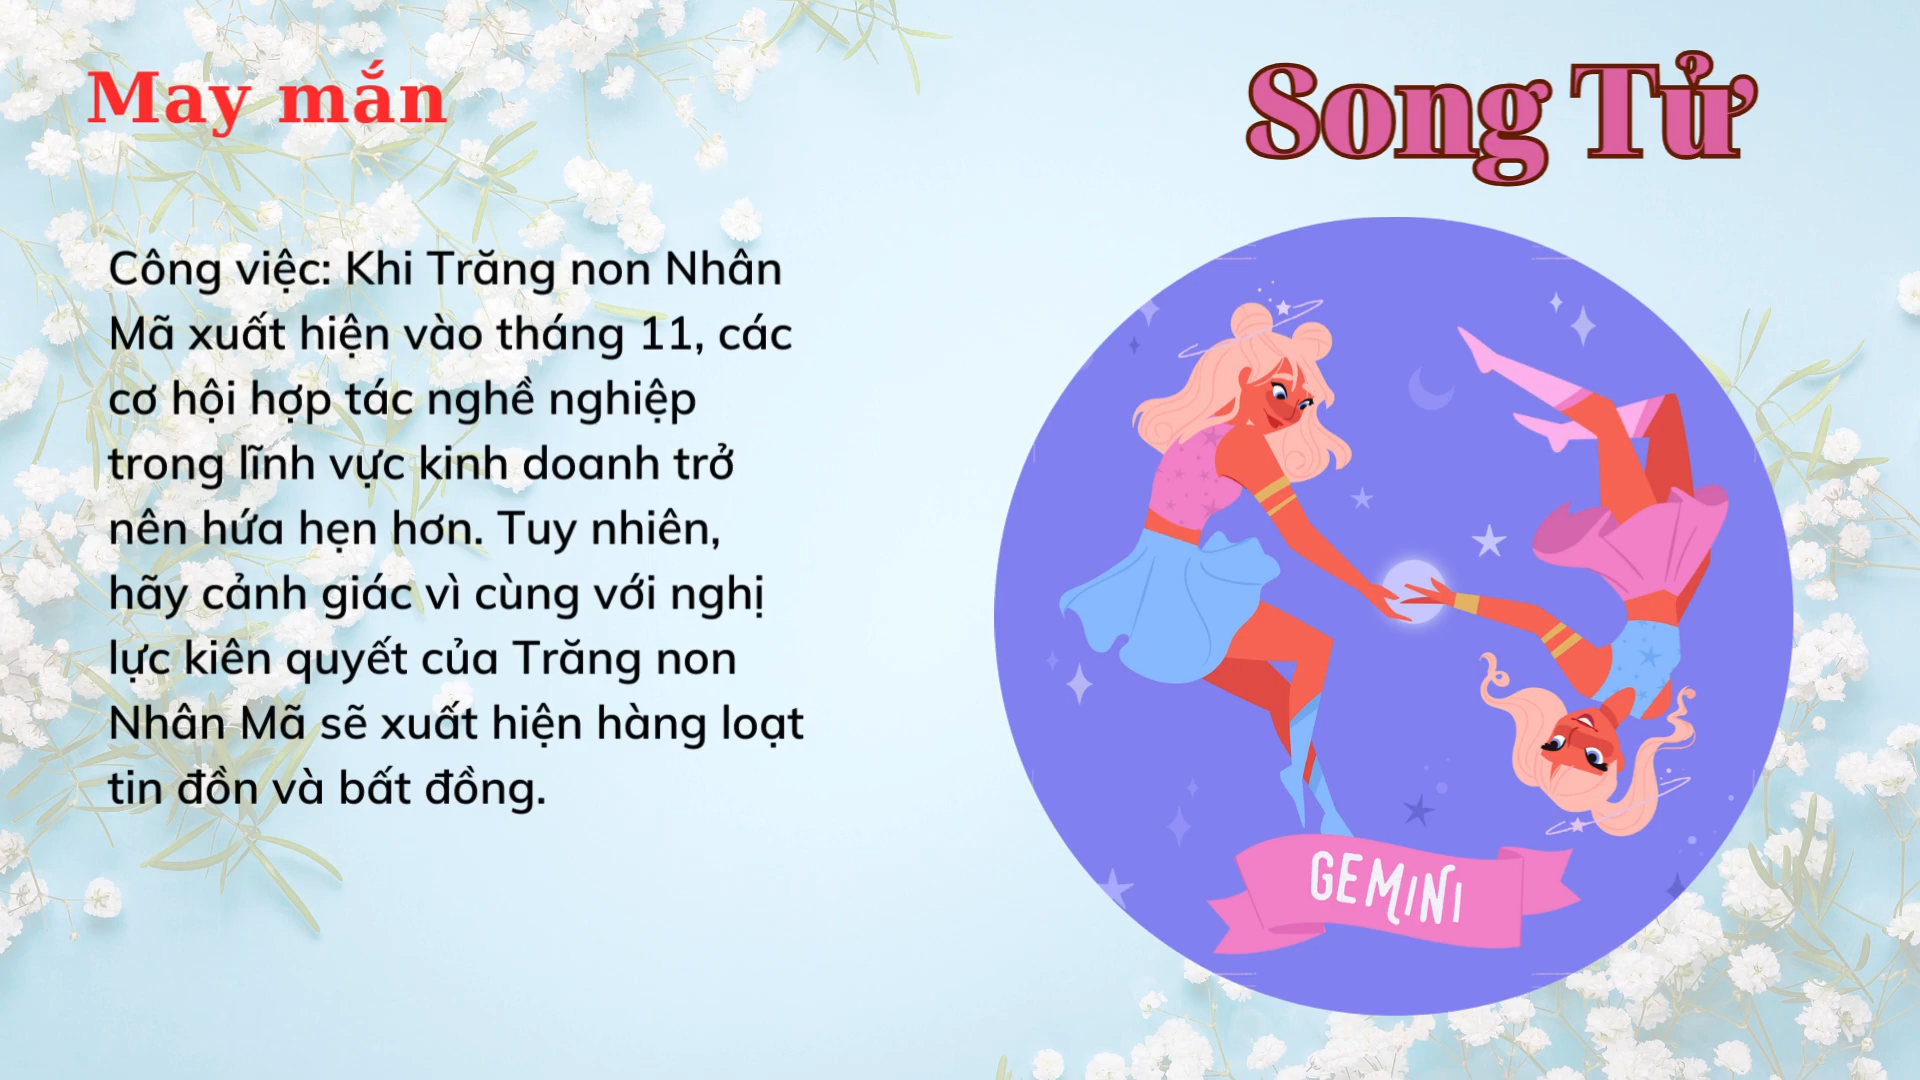 May mắn
Song Tử
Công việc: Khi Trăng non Nhân
Mã xuất hiện vào tháng 11, các
cơ hội hợp tác nghề nghiệp
trong lĩnh vực kinh doanh trở
nên hứa hẹn hơn. Tuy nhiên,
hãy cảnh giác vì cùng với nghị
lực kiên quyết của Trăng non
Nhân Mã sẽ xuất hiện hàng loạt
tin đồn và bất đồng.
GEMINI